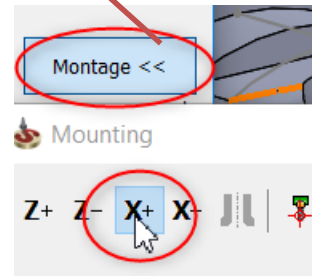 Montage <<
Mounting
Z+ Z- X+ X-